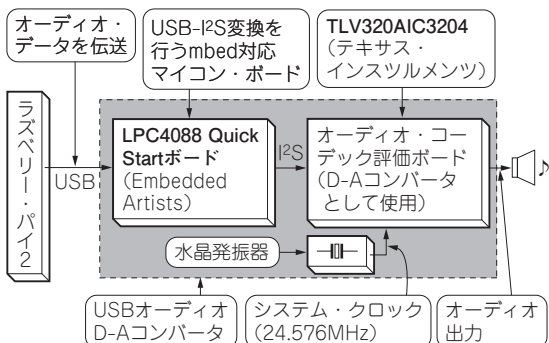 オーディオ・
データを伝送
USB-I²S変換を
行うmbed対応
マイコン・ボード
TLV320AIC3204
(テキサス・
インスツルメンツ)
ラズベリー・パイ2
USB
LPC4088 Quick
Startボード
(Embedded
Artists)
I²S
オーディオ・コー
デック評価ボード
(D-Aコンバータ
として使用)
水晶発振器
USBオーディオ
D-Aコンバータ
システム・クロック
(24.576MHz)
オーディオ
出力